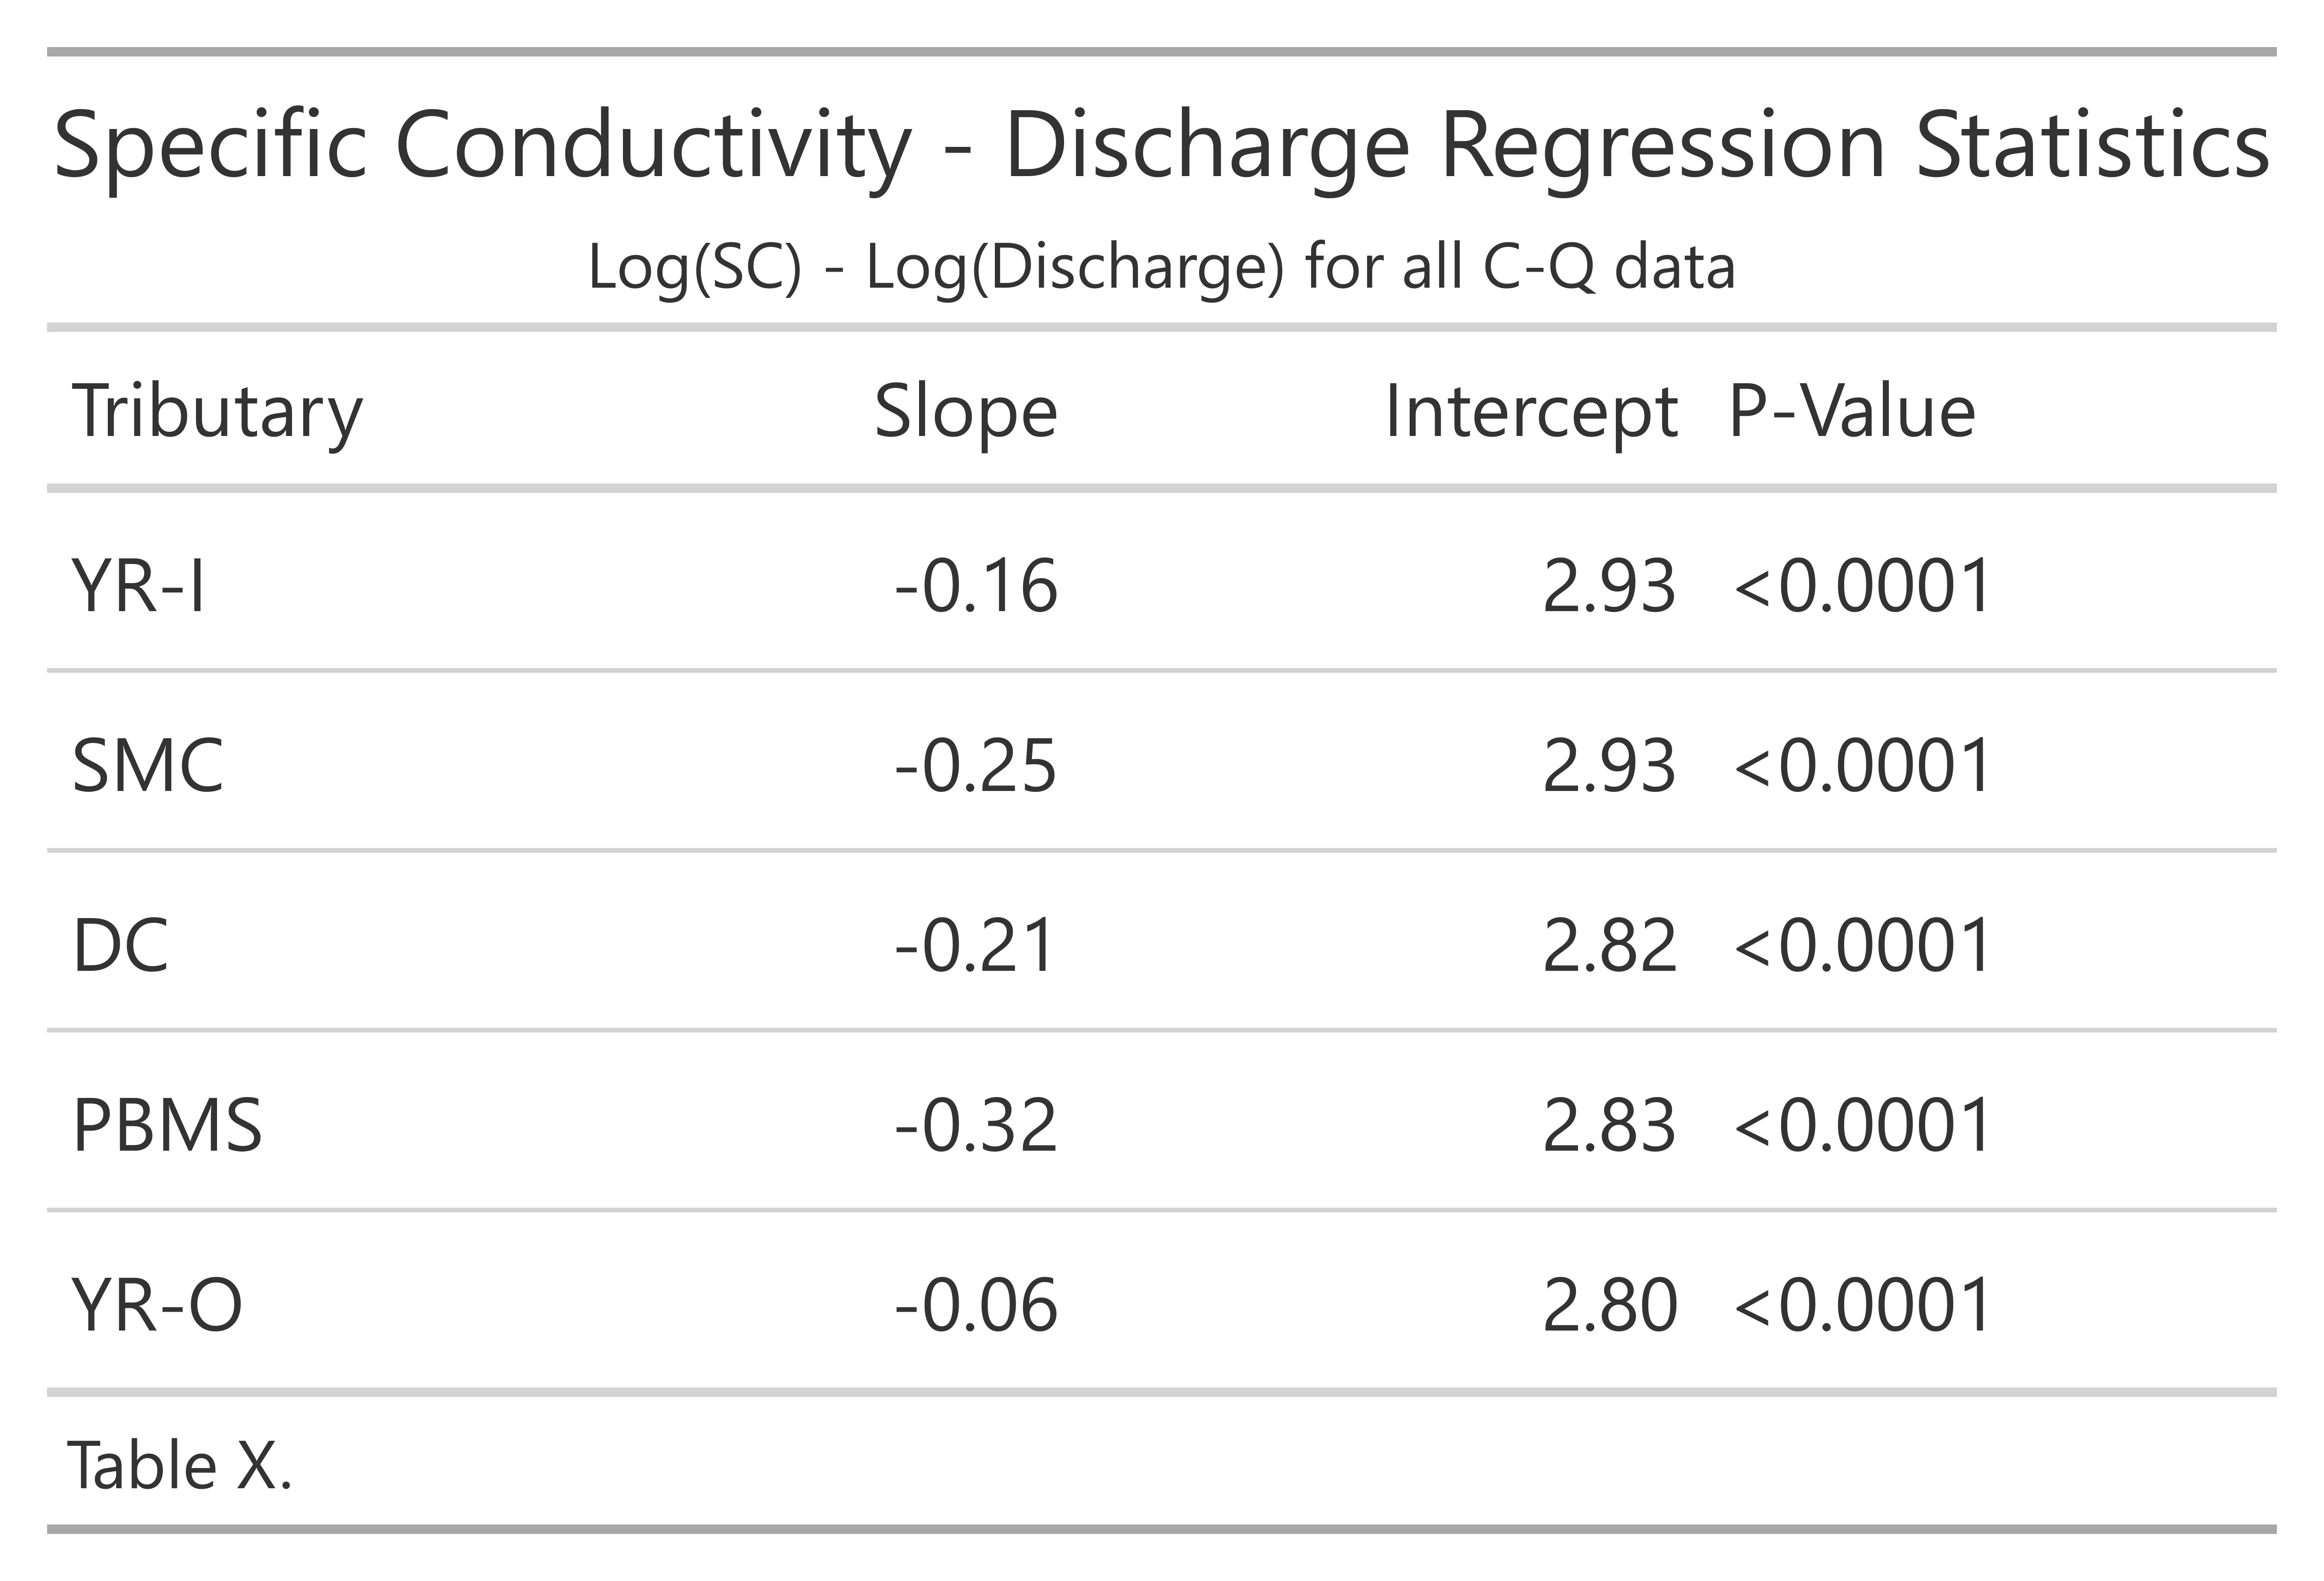 Specific Conductivity - Discharge Regression Statistics
Log(SC) - Log(Discharge) for all C-Q data
Tributary Slope Intercept P-Value
YR-I -0.16 2.93 <0.0001
SMC -0.25 2.93 <0.0001
DC -0.21 2.82 <0.0001
PBMS -0.32 2.83 <0.0001
YR-O -0.06 2.80 <0.0001
Table X.